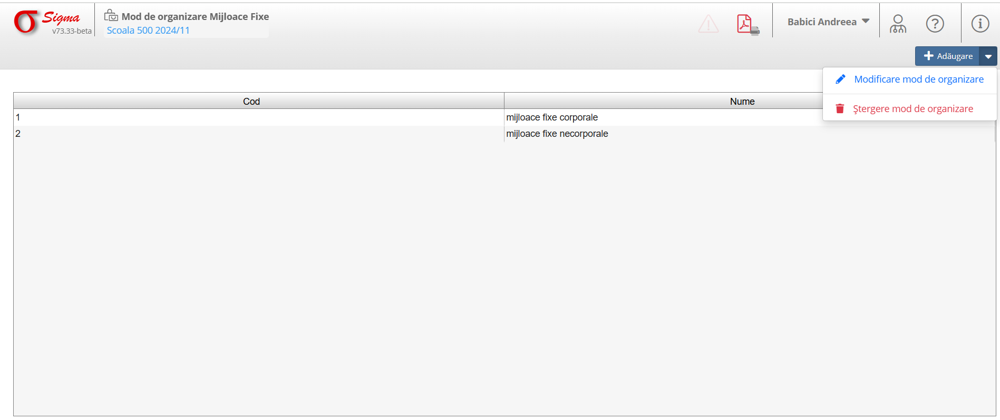 σ Sigma
v73.33-beta
Mod de organizare Mijloace Fixe
Scoala 500 2024/11
Babici Andreea
Adăugare
Modificare mod de organizare
Ștergere mod de organizare
Cod Nume
1 mijloace fixe corporale
2 mijloace fixe necorporale